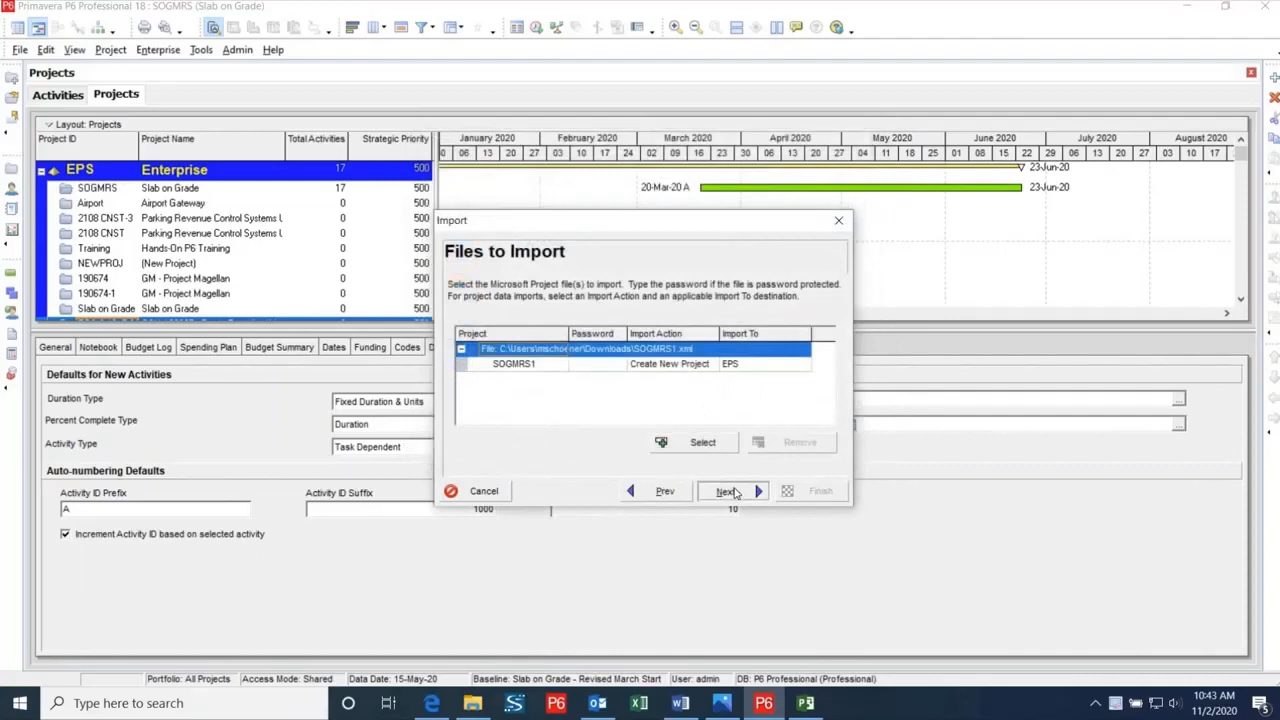 P6 Primavera P6 Professional 18 : SOGMRS (Slab on Grade)
File Edit View Project Enterprise Tools Admin Help
Projects
Activities Projects
Layout: Projects
Project ID Project Name Total Activities Strategic Priority
January 2020 February 2020 March 2020 April 2020 May 2020 June 2020 July 2020 August 2020
0 06 13 20 27 03 10 17 24 02 09 16 23 30 06 13 20 27 04 11 18 25 01 08 15 22 29 06 13 20 27 03 10 17
EPS Enterprise 17 500 23-Jun-20
SOGMRS Slab on Grade 17 500 20-Mar-20 A 23-Jun-20
Airport Airport Gateway 0 500
2108 CNST-3 Parking Revenue Control Systems U 0 500
2108 CNST Parking Revenue Control Systems U 0 500
Training Hands-On P6 Training 0 500
NEWPROJ (New Project) 0 500
190674 GM - Project Magellan 0 500
190674-1 GM - Project Magellan 0 500
Slab on Grade Slab on Grade 0 500
Import
Files to Import
Select the Microsoft Project file(s) to import. Type the password if the file is password protected.
For project data imports, select an Import Action and an applicable Import To destination.
Project Password Import Action Import To
File: C:\Users\mschoener\Downloads\SOGMRS1.xml
SOGMRS1 Create New Project EPS
Select Remove
Cancel Prev Next Finish
General Notebook Budget Log Spending Plan Budget Summary Dates Funding Codes D
Defaults for New Activities
Duration Type Fixed Duration & Units
Percent Complete Type Duration
Activity Type Task Dependent
Auto-numbering Defaults
Activity ID Prefix Activity ID Suffix
A 1000 10
Increment Activity ID based on selected activity
Portfolio: All Projects Access Mode: Shared Data Date: 15-May-20 Baseline: Slab on Grade - Revised March Start User: admin DB: P6 Professional (Professional)
Type here to search
10:43 AM
11/2/2020
5